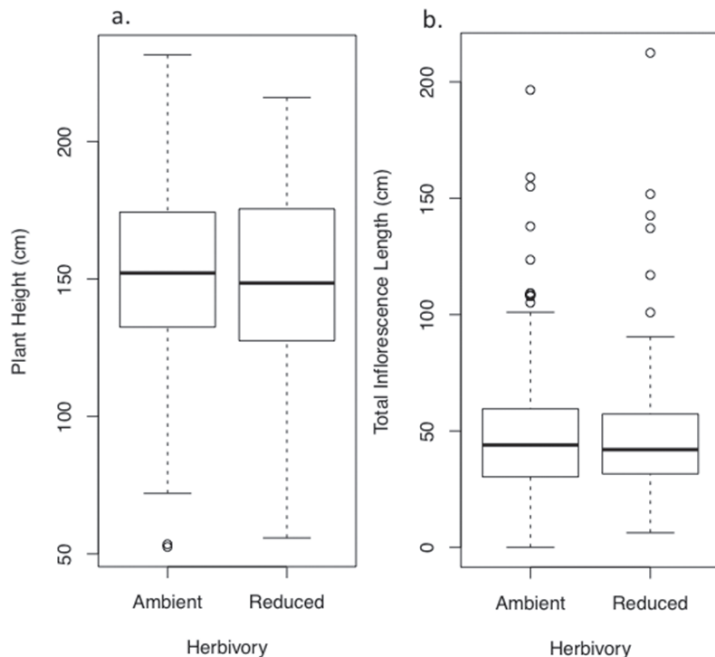 a.
Plant Height (cm)
200
150
100
50
Ambient
Reduced
Herbivory
b.
Total Inflorescence Length (cm)
200
150
100
50
0
Ambient
Reduced
Herbivory